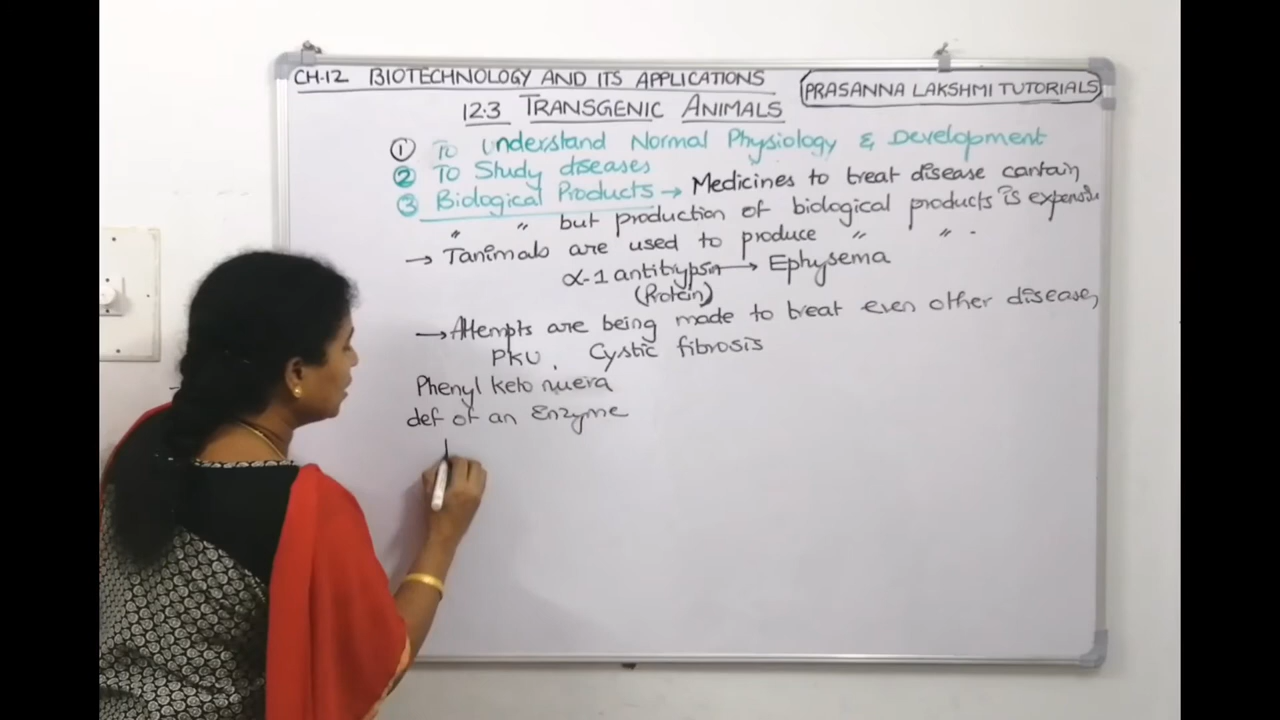 CH-12 BIOTECHNOLOGY AND ITS APPLICATIONS
PRASANNA LAKSHMI TUTORIALS
12.3 TRANSGENIC ANIMALS
① To Understand Normal Physiology & Development
② To Study diseases
③ Biological Products → Medicines to treat disease contain
〃 〃 but production of biological products is expensive
→ Tanimals are used to produce 〃 〃 .
α-1 antitrypsin → Ephysema
(Protein)
→ Attempts are being made to treat even other diseases,
PKU, Cystic fibrosis
Phenyl keto nuera
def of an Enzyme